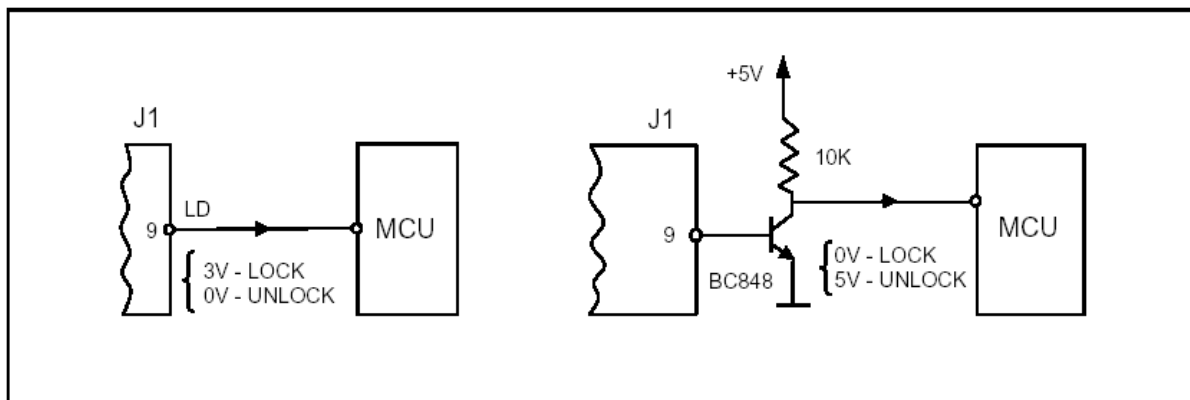 J1
9
LD
3V - LOCK
0V - UNLOCK
MCU
+5V
J1
10K
9
BC848
0V - LOCK
5V - UNLOCK
MCU